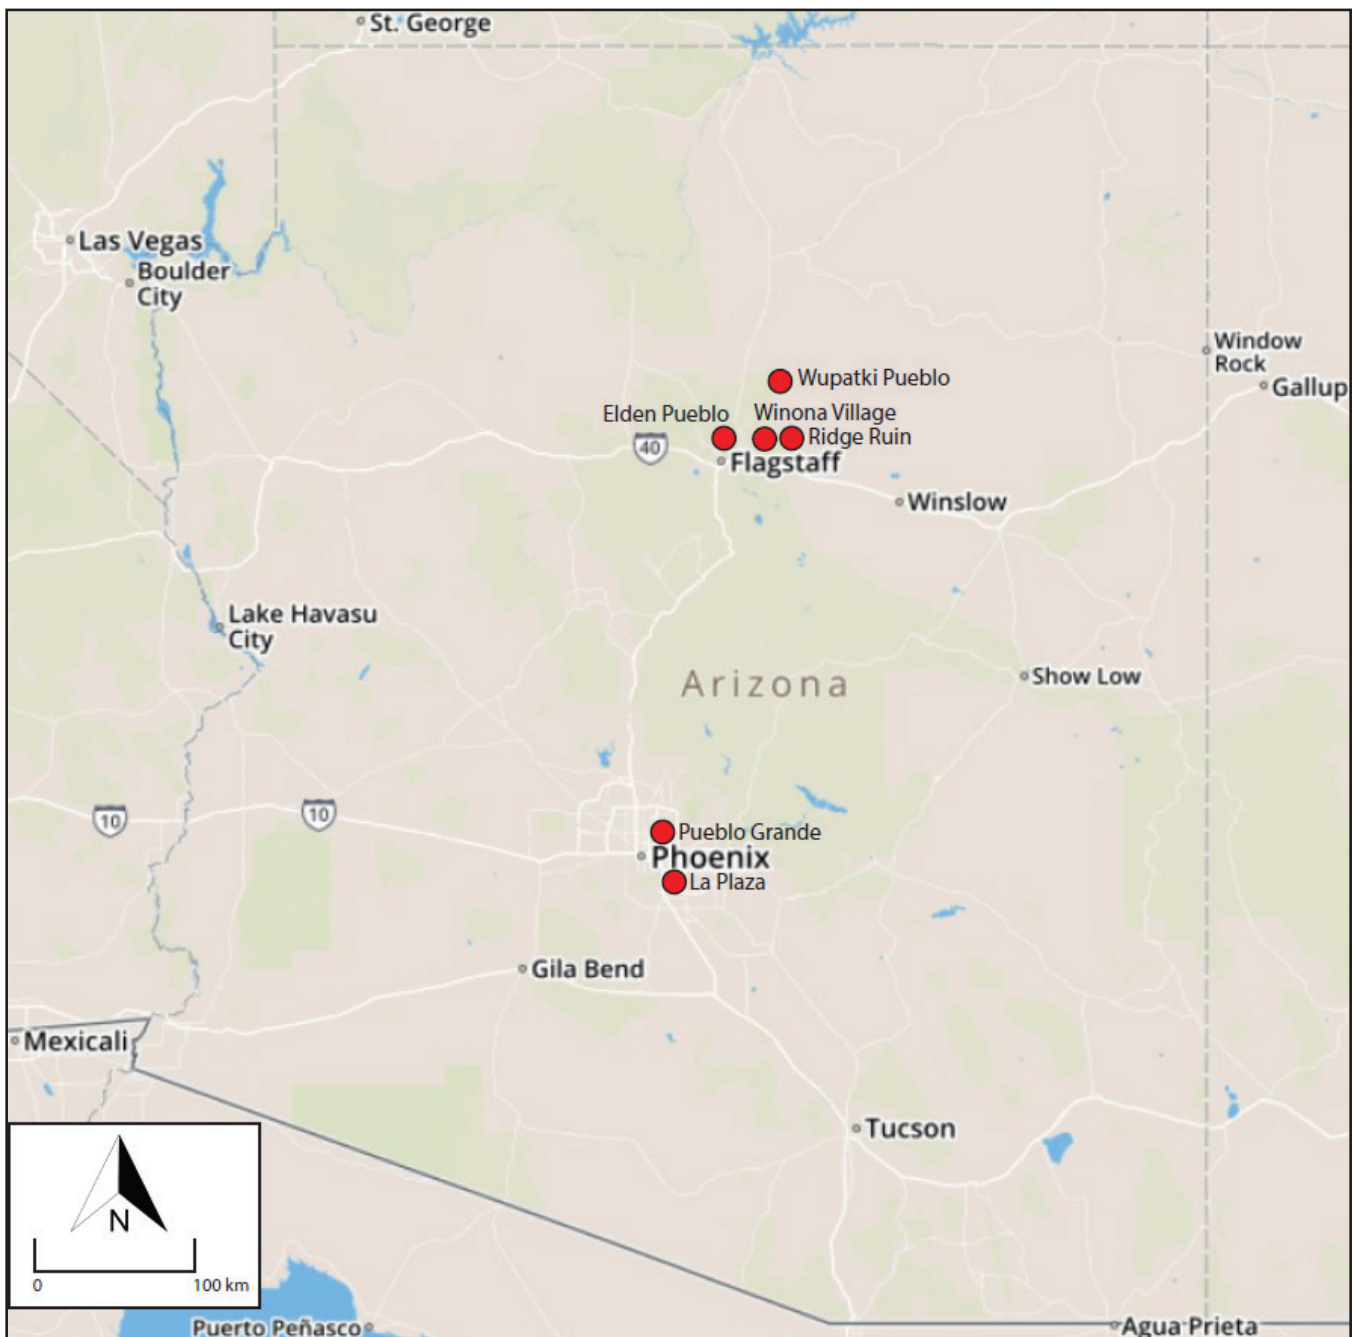 St. George
Las Vegas
Boulder
City
Window
Rock
Gallup
Wupatki Pueblo
Elden Pueblo
Winona Village
Ridge Ruin
40
Flagstaff
Winslow
Lake Havasu
City
Arizona
Show Low
10
10
Pueblo Grande
Phoenix
La Plaza
Gila Bend
Mexicali
Tucson
N
0
100 km
Puerto Peñasco
Agua Prieta